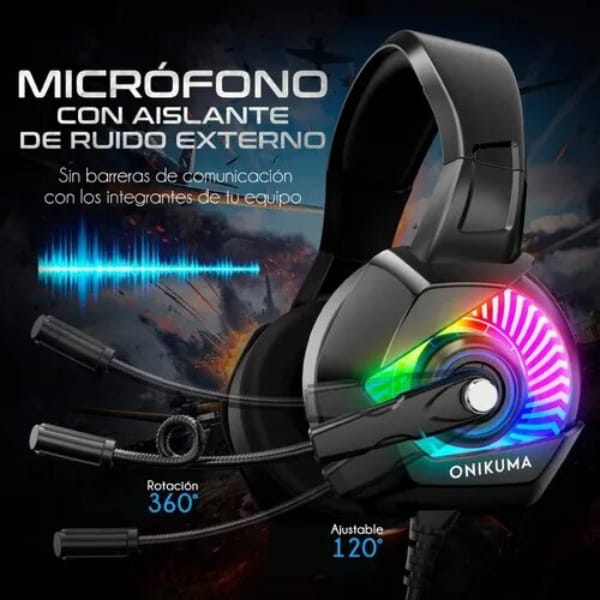 MICRÓFONO
CON AISLANTE
DE RUIDO EXTERNO
Sin barreras de comunicación
con los integrantes de tu equipo
ONIKUMA
Rotación
360°
Ajustable
120°